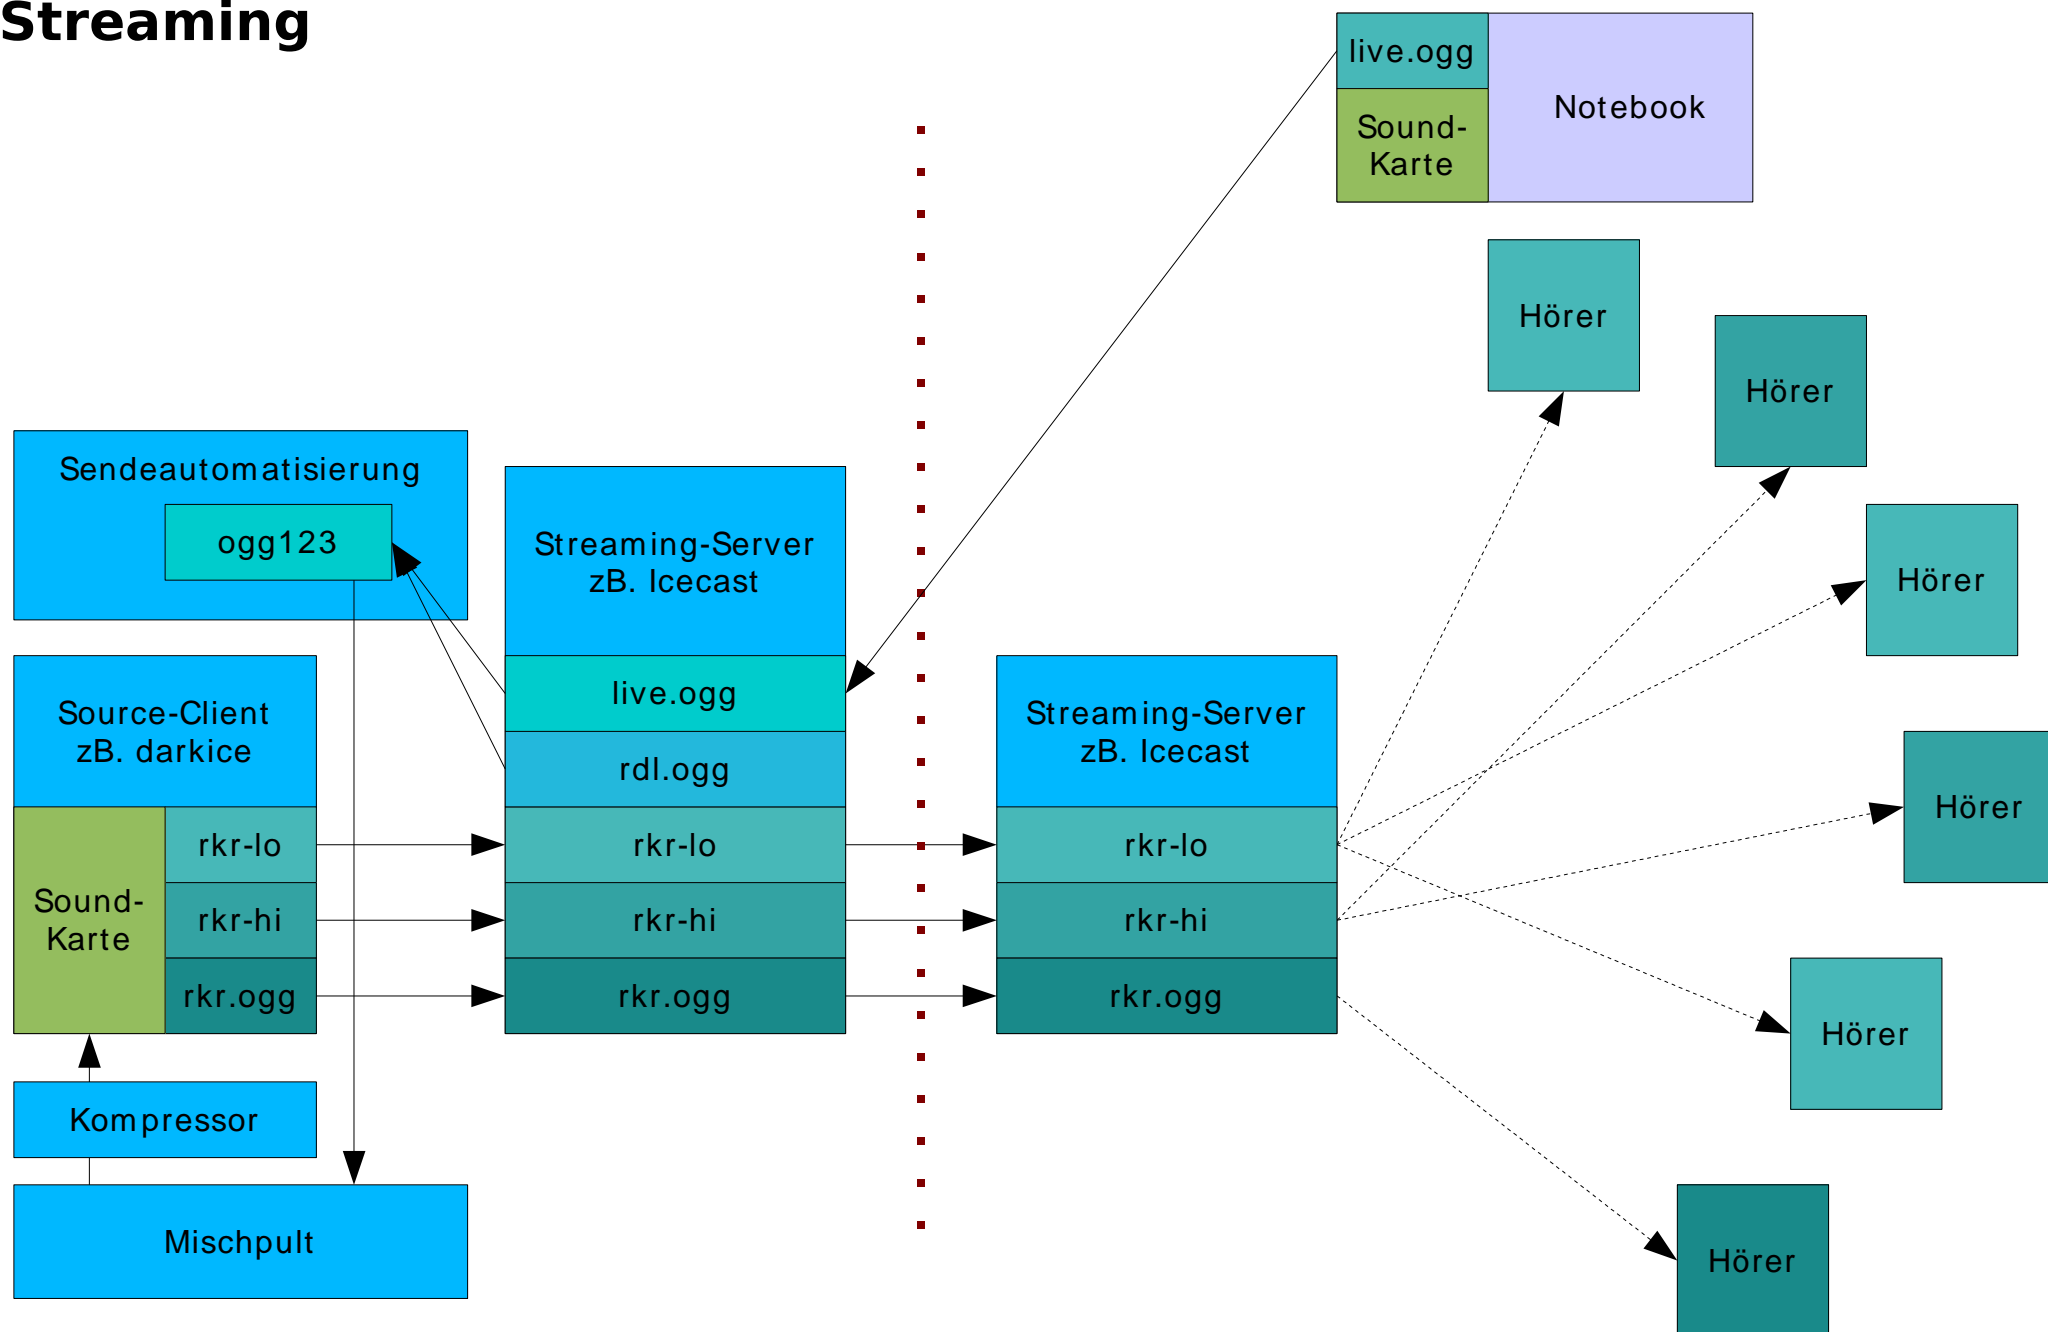 Streaming
live.ogg
Sound-
Karte
Notebook
Hörer
Hörer
Hörer
Hörer
Hörer
Hörer
Sendeautomatisierung
ogg123
Streaming-Server
zB. Icecast
live.ogg
rdl.ogg
rkr-lo
rkr-hi
rkr.ogg
Source-Client
zB. darkice
Sound-
Karte
rkr-lo
rkr-hi
rkr.ogg
Streaming-Server
zB. Icecast
rkr-lo
rkr-hi
rkr.ogg
Kompressor
Mischpult